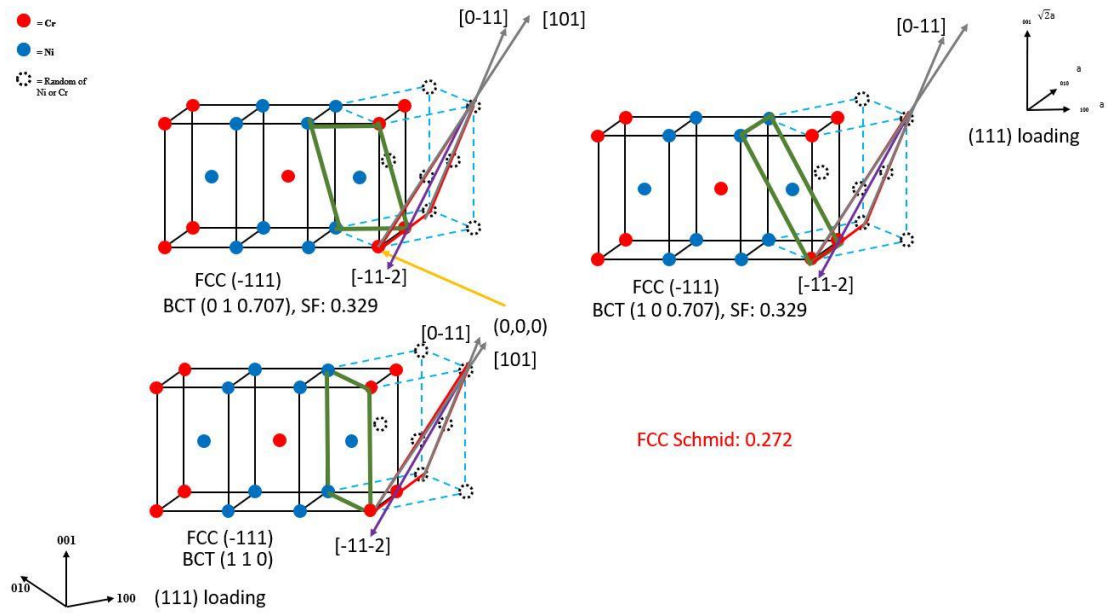 = Cr
= Ni
= Random of
Ni or Cr
[0-11]
[101]
[-11-2]
FCC (-111)
BCT (0 1 0.707), SF: 0.329
(0,0,0)
[0-11]
001
√2a
a
010
100
a
(111) loading
[-11-2]
FCC (-111)
BCT (1 0 0.707), SF: 0.329
[0-11]
[101]
[-11-2]
FCC (-111)
BCT (1 1 0)
FCC Schmid: 0.272
001
010
100
(111) loading